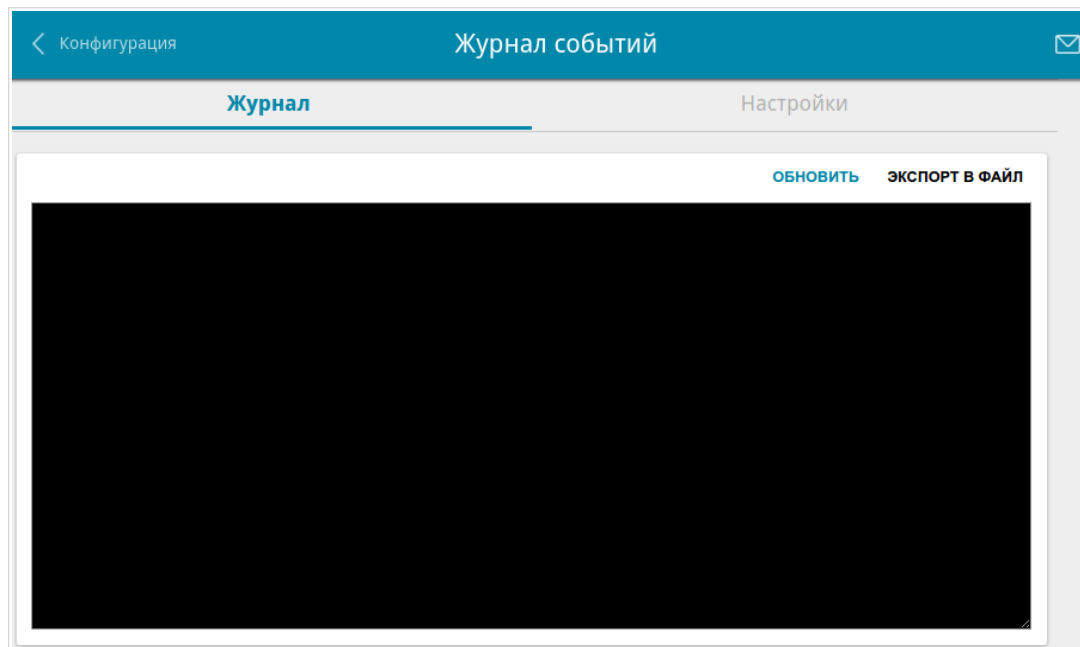 Конфигурация
Журнал событий
Журнал
Настройки
ОБНОВИТЬ
ЭКСПОРТ В ФАЙЛ